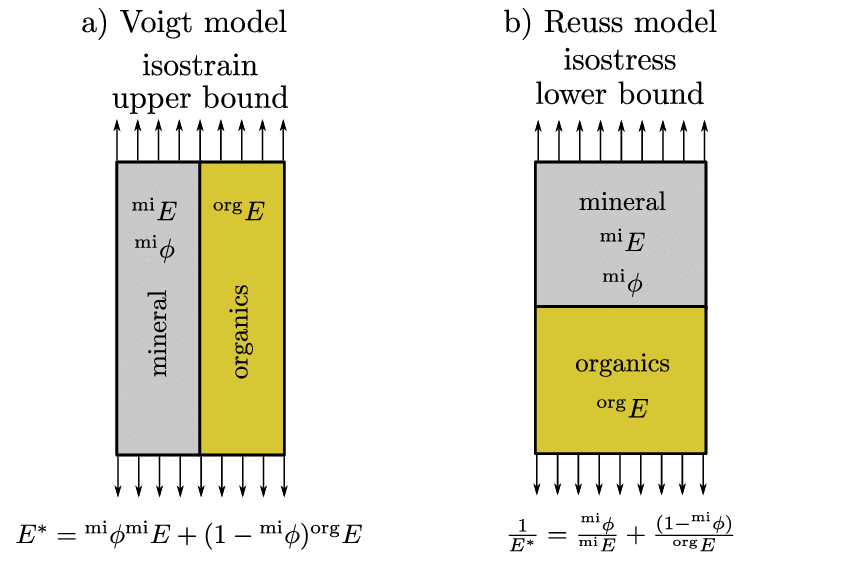 a) Voigt model
isostrain
upper bound
ᵐⁱE
ᵐⁱϕ
mineral
ᵒʳᵍE
organics
E* = ᵐⁱϕᵐⁱE + (1 − ᵐⁱϕ)ᵒʳᵍE
b) Reuss model
isostress
lower bound
mineral
ᵐⁱE
ᵐⁱϕ
organics
ᵒʳᵍE
1/E* = ᵐⁱϕ/ᵐⁱE + (1−ᵐⁱϕ)/ᵒʳᵍE